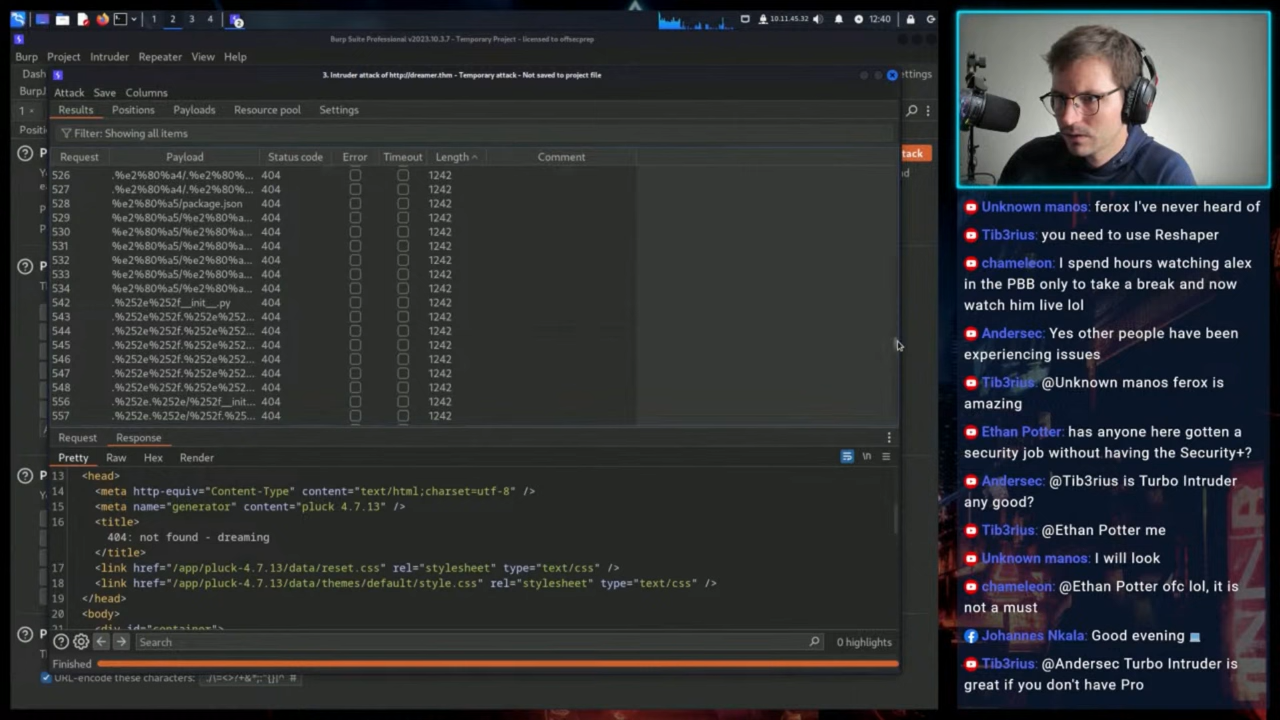 1 2 3 4 2
10.11.45.32 12:40
Burp Suite Professional v2023.10.3.7 - Temporary Project - licensed to offsecprep
Burp Project Intruder Repeater View Help
3. Intruder attack of http://dreamer.thm - Temporary attack - Not saved to project file
Attack Save Columns
Results Positions Payloads Resource pool Settings
Filter: Showing all items
Request Payload Status code Error Timeout Length Comment
526 .%e2%80%a4/.%e2%80%... 404 1242
527 .%e2%80%a4/.%e2%80%... 404 1242
528 %e2%80%a5/package.json 404 1242
529 %e2%80%a5/%e2%80%a... 404 1242
530 %e2%80%a5/%e2%80%a... 404 1242
531 %e2%80%a5/%e2%80%a... 404 1242
532 %e2%80%a5/%e2%80%a... 404 1242
533 %e2%80%a5/%e2%80%a... 404 1242
534 %e2%80%a5/%e2%80%a... 404 1242
542 .%252e%252f__init__.py 404 1242
543 .%252e%252f.%252e%252... 404 1242
544 .%252e%252f.%252e%252... 404 1242
545 .%252e%252f.%252e%252... 404 1242
546 .%252e%252f.%252e%252... 404 1242
547 .%252e%252f.%252e%252... 404 1242
548 .%252e%252f.%252e%252... 404 1242
556 .%252e.%252e/%252f__init... 404 1242
557 .%252e.%252e/%252f.%25... 404 1242
Request Response
Pretty Raw Hex Render
13 <head>
14 <meta http-equiv="Content-Type" content="text/html;charset=utf-8" />
15 <meta name="generator" content="pluck 4.7.13" />
16 <title>
404: not found - dreaming
</title>
17 <link href="/app/pluck-4.7.13/data/reset.css" rel="stylesheet" type="text/css" />
18 <link href="/app/pluck-4.7.13/data/themes/default/style.css" rel="stylesheet" type="text/css" />
19 </head>
20 <body>
21 <div id="container">
Search 0 highlights
Finished
URL-encode these characters:
Unknown manos: ferox I've never heard of
Tib3rius: you need to use Reshaper
chameleon: I spend hours watching alex
in the PBB only to take a break and now
watch him live lol
Andersec: Yes other people have been
experiencing issues
Tib3rius: @Unknown manos ferox is
amazing
Ethan Potter: has anyone here gotten a
security job without having the Security+?
Andersec: @Tib3rius is Turbo Intruder
any good?
Tib3rius: @Ethan Potter me
Unknown manos: I will look
chameleon: @Ethan Potter ofc lol, it is
not a must
Johannes Nkala: Good evening
Tib3rius: @Andersec Turbo Intruder is
great if you don't have Pro